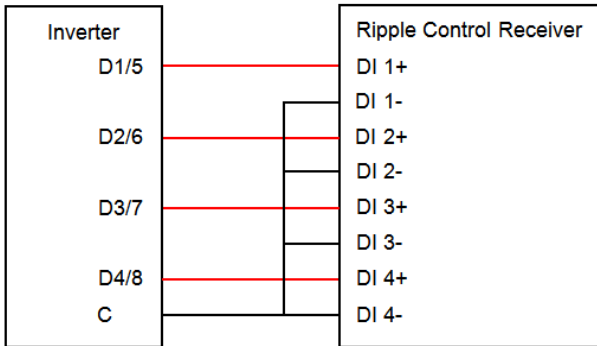 Inverter
Ripple Control Receiver
D1/5
DI 1+
DI 1-
D2/6
DI 2+
DI 2-
D3/7
DI 3+
DI 3-
D4/8
DI 4+
C
DI 4-